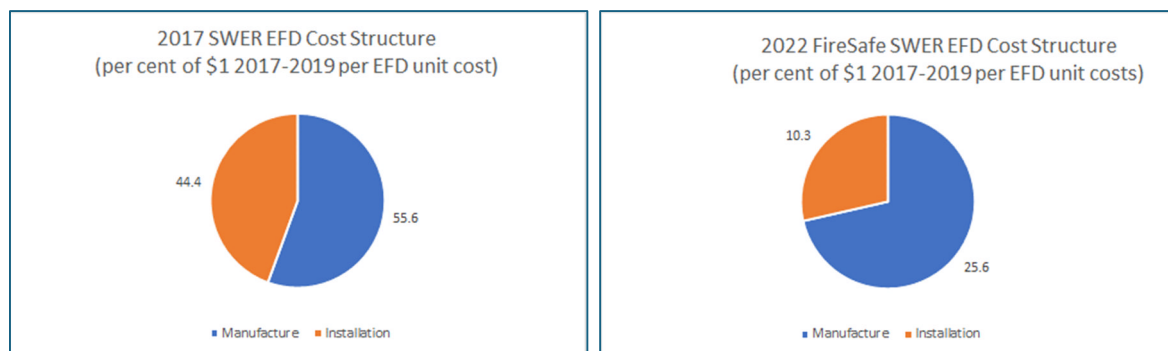 2017 SWER EFD Cost Structure
(per cent of $1 2017-2019 per EFD unit cost)
44.4
55.6
Manufacture
Installation
2022 FireSafe SWER EFD Cost Structure
(per cent of $1 2017-2019 per EFD unit costs)
10.3
25.6
Manufacture
Installation